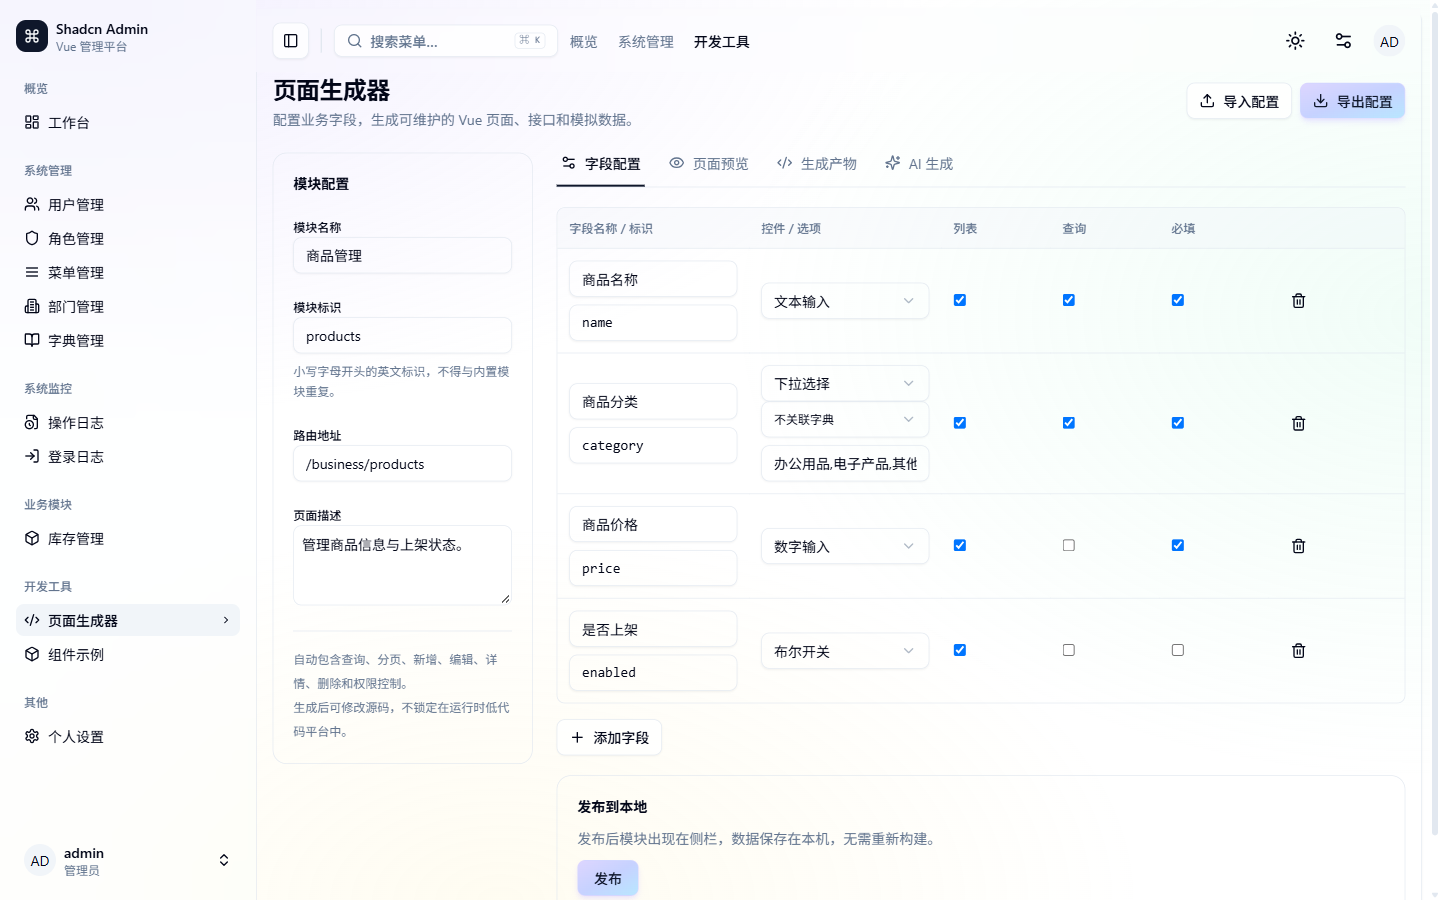 Shadcn Admin
Vue 管理平台
概览
工作台
系统管理
用户管理
角色管理
菜单管理
部门管理
字典管理
系统监控
操作日志
登录日志
业务模块
库存管理
开发工具
页面生成器
组件示例
其他
个人设置
AD
admin
管理员
搜索菜单...
⌘ K
概览
系统管理
开发工具
AD
页面生成器
配置业务字段，生成可维护的 Vue 页面、接口和模拟数据。
导入配置
导出配置
模块配置
模块名称
商品管理
模块标识
products
小写字母开头的英文标识，不得与内置模
块重复。
路由地址
/business/products
页面描述
管理商品信息与上架状态。
自动包含查询、分页、新增、编辑、详
情、删除和权限控制。
生成后可修改源码，不锁定在运行时低代
码平台中。
字段配置
页面预览
生成产物
AI 生成
字段名称 / 标识
控件 / 选项
列表
查询
必填
商品名称
name
文本输入
商品分类
category
下拉选择
不关联字典
办公用品,电子产品,其他
商品价格
price
数字输入
是否上架
enabled
布尔开关
添加字段
发布到本地
发布后模块出现在侧栏，数据保存在本机，无需重新构建。
发布